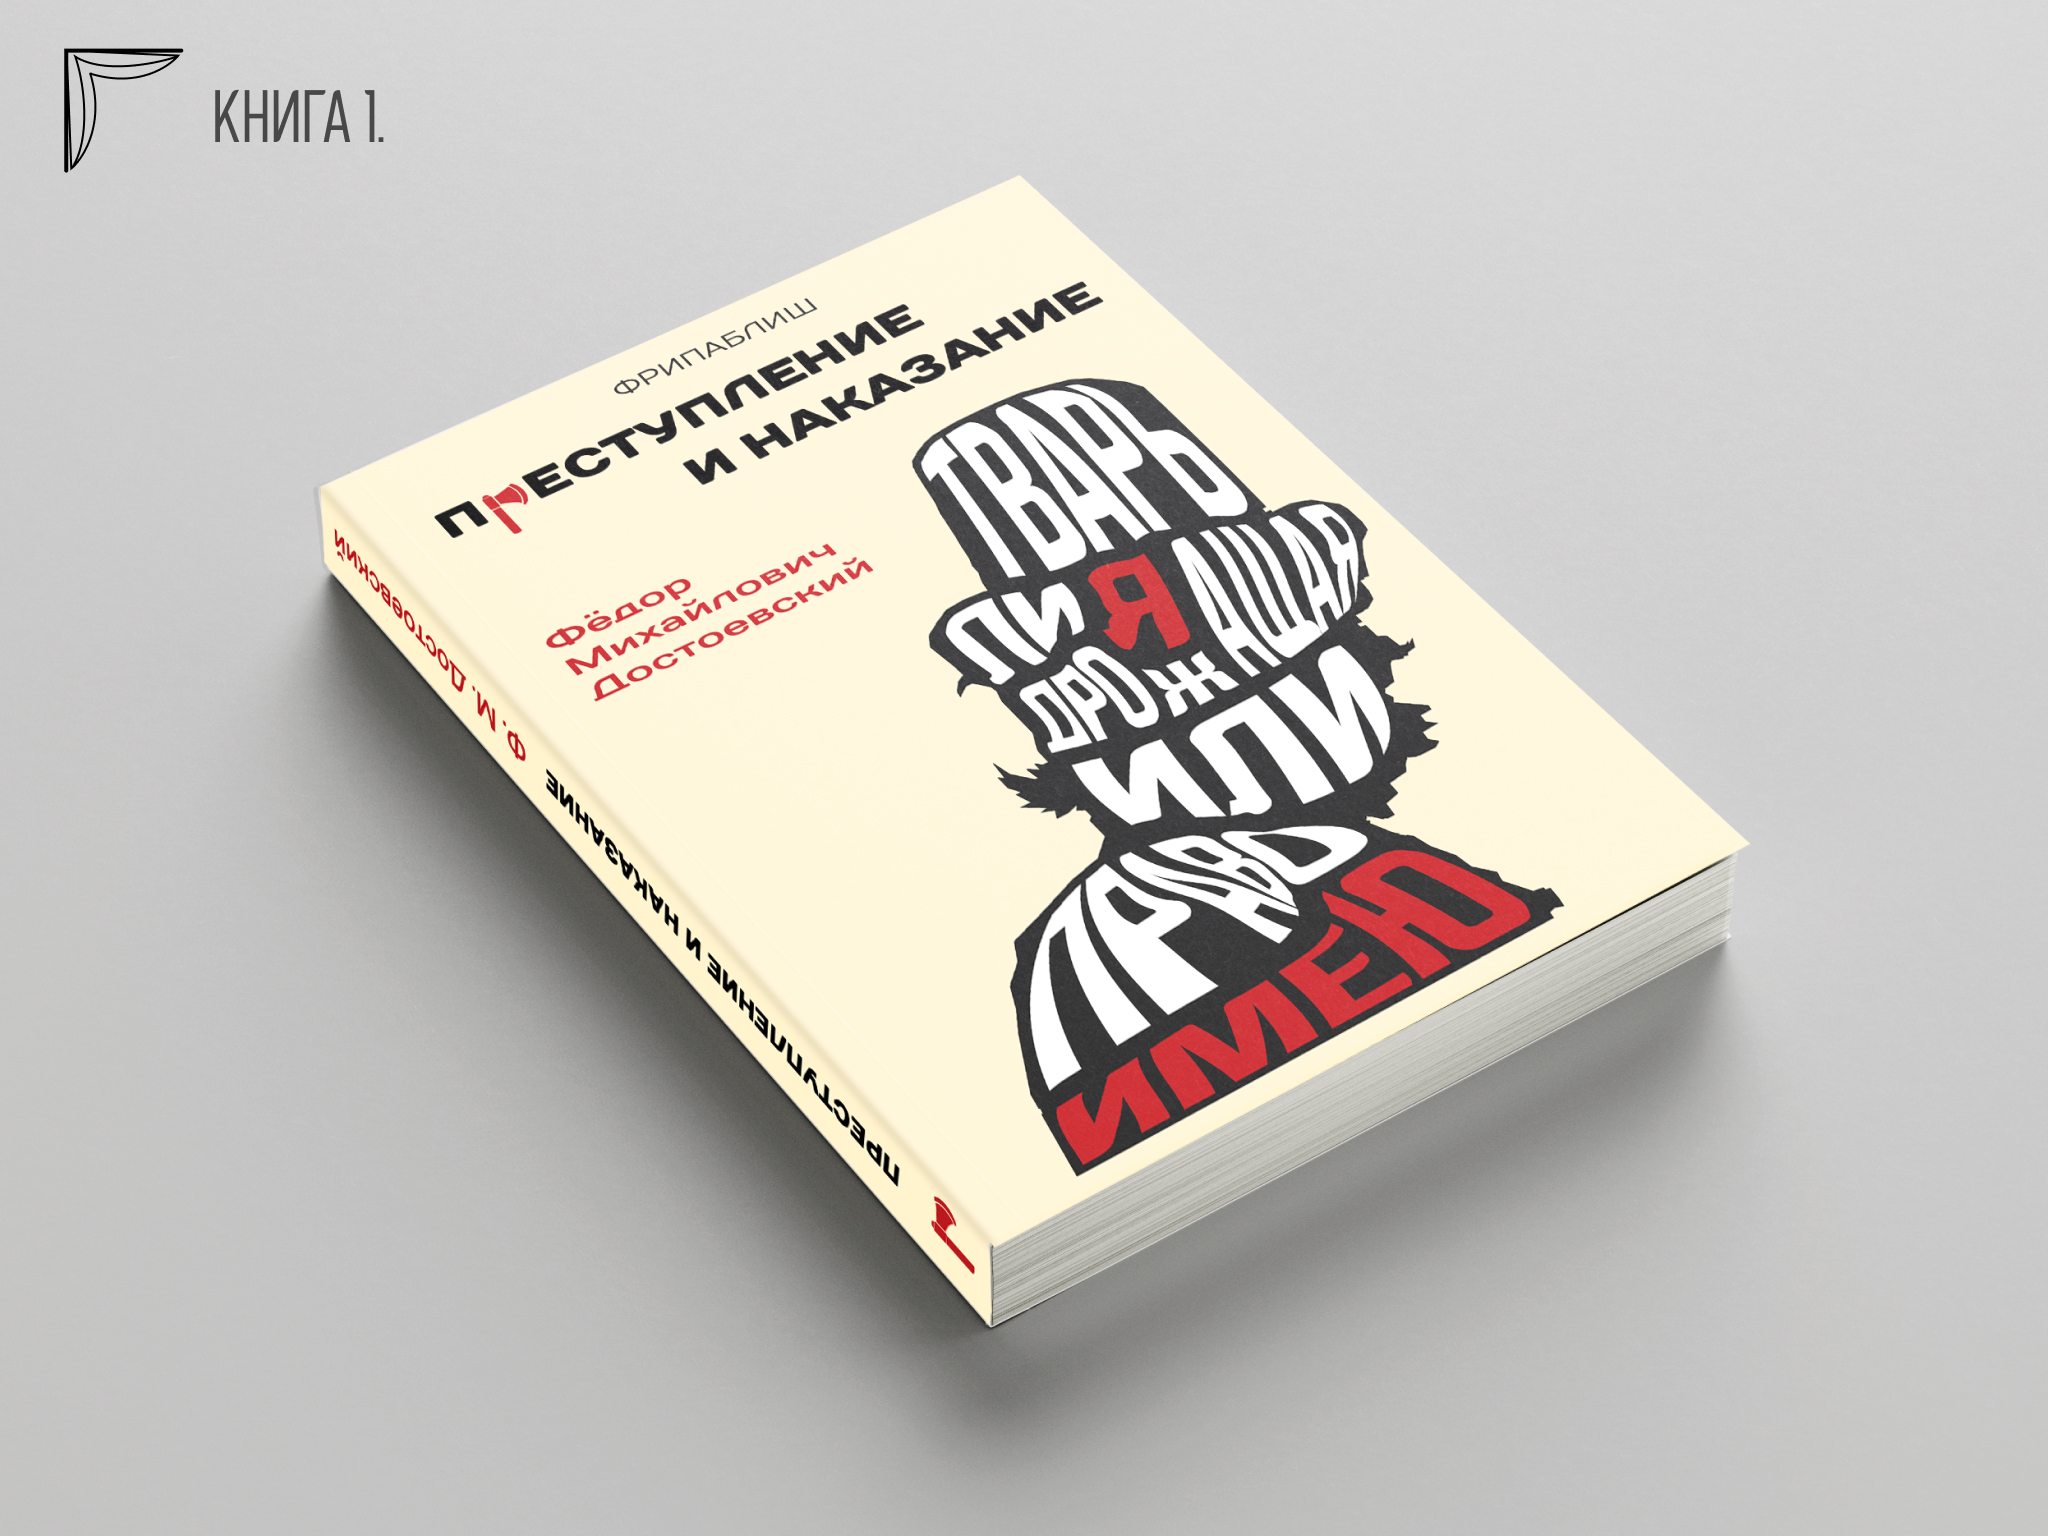 КНИГА 1.
ФРИПАБЛИШ
ПРЕСТУПЛЕНИЕ
И НАКАЗАНИЕ
Фёдор
Михайлович
Достоевский
ТВАРЬ
ЛИ Я
ДРОЖАЩАЯ
ИЛИ
ПРАВО
ИМЕЮ
ПРЕСТУПЛЕНИЕ И НАКАЗАНИЕ Ф. М. Достоевский